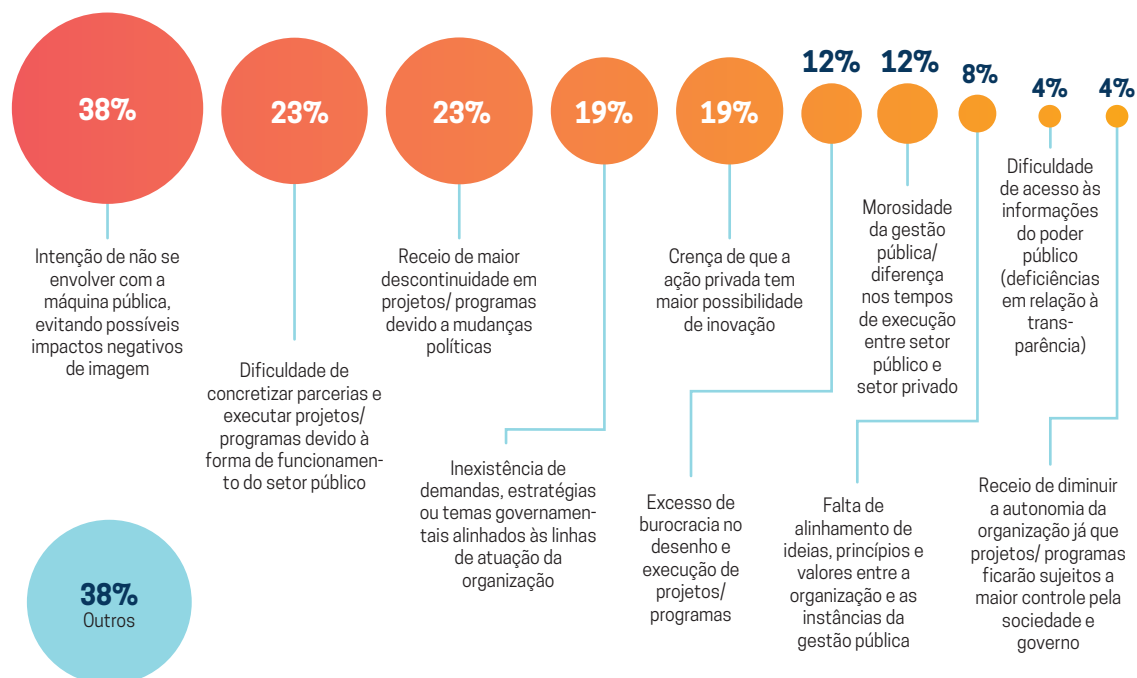 38%
Intenção de não se
envolver com a
máquina pública,
evitando possíveis
impactos negativos
de imagem
23%
Dificuldade de
concretizar parcerias e
executar projetos/
programas devido à
forma de funcionamen-
to do setor público
23%
Receio de maior
descontinuidade em
projetos/ programas
devido a mudanças
políticas
19%
Inexistência de
demandas, estratégias
ou temas governamen-
tais alinhados às linhas
de atuação da
organização
19%
Crença de que a
ação privada tem
maior possibilidade
de inovação
12%
Excesso de
burocracia no
desenho e
execução de
projetos/
programas
12%
Morosidade
da gestão
pública/
diferença
nos tempos
de execução
entre setor
público e
setor privado
8%
Falta de
alinhamento de
ideias, princípios e
valores entre a
organização e as
instâncias da
gestão pública
4%
Dificuldade
de acesso às
informações
do poder
público
(deficiências
em relação à
trans-
parência)
4%
Receio de diminuir
a autonomia da
organização já que
projetos/ programas
ficarão sujeitos a
maior controle pela
sociedade e
governo
38%
Outros